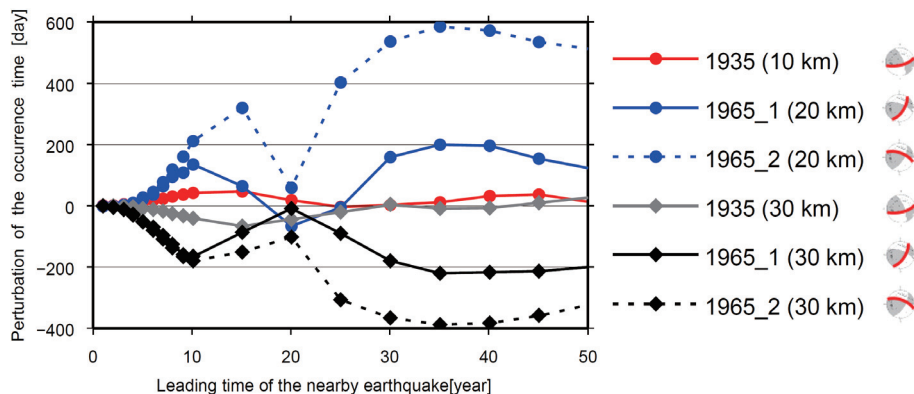 Perturbation of the occurrence time [day]
600
400
200
0
−200
−400
0
10
20
30
40
50
Leading time of the nearby earthquake[year]
1935 (10 km)
1965_1 (20 km)
1965_2 (20 km)
1935 (30 km)
1965_1 (30 km)
1965_2 (30 km)